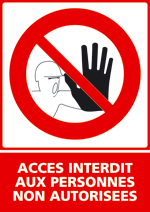 ACCES INTERDIT
AUX PERSONNES
NON AUTORISEES